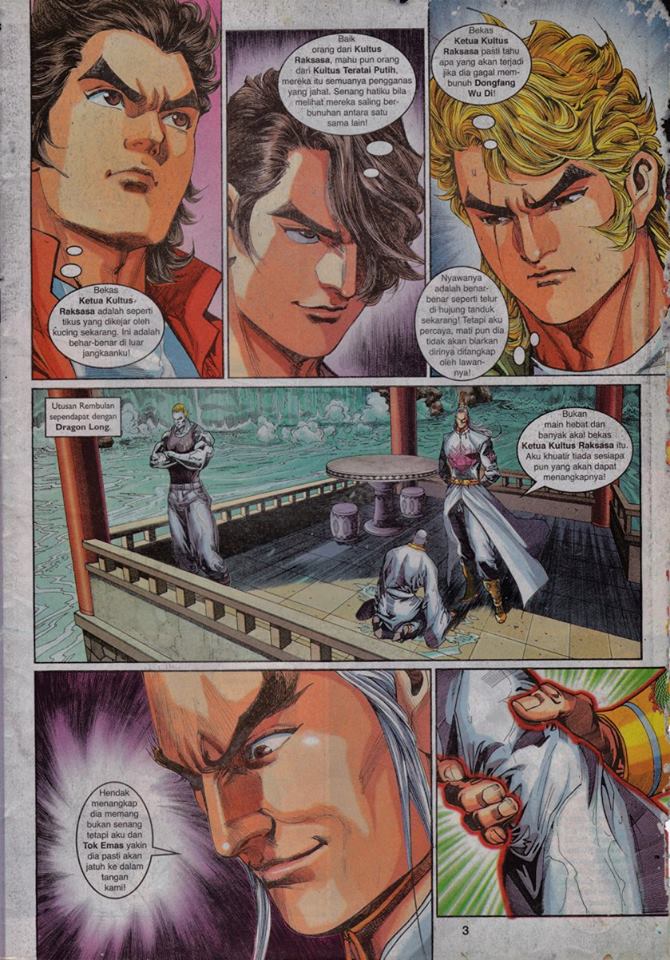 Bekas
Ketua Kultus
Raksasa adalah seperti
tikus yang dikejar oleh
kucing sekarang. Ini adalah
behar-benar di luar
jangkaanku!
Baik
orang dari Kultus
Raksasa, mahu pun orang
dari Kultus Teratai Putih,
mereka itu semuanya pengganas
yang jahat. Senang hatiku bila
melihat mereka saling ber-
bunuhan antara satu
sama lain!
Bekas
Ketua Kultus
Raksasa pasti tahu
apa yang akan terjadi
jika dia gagal mem-
bunuh Dongfang
Wu Di!
Nyawanya
adalah benar-
benar seperti telur
di hujung tanduk
sekarang! Tetapi aku
percaya, mati pun dia
tidak akan biarkan
dirinya ditangkap
oleh lawan-
nya!
Utusan Rembulan
sependapat dengan
Dragon Long.
Bukan
main hebat dan
banyak akal bekas
Ketua Kultus Raksasa itu.
Aku khuatir tiada sesiapa
pun yang akan dapat
menangkapnya!
Hendak
menangkap
dia memang
bukan senang
tetapi aku dan
Tok Emas yakin
dia pasti akan
jatuh ke dalam
tangan
kami!
3